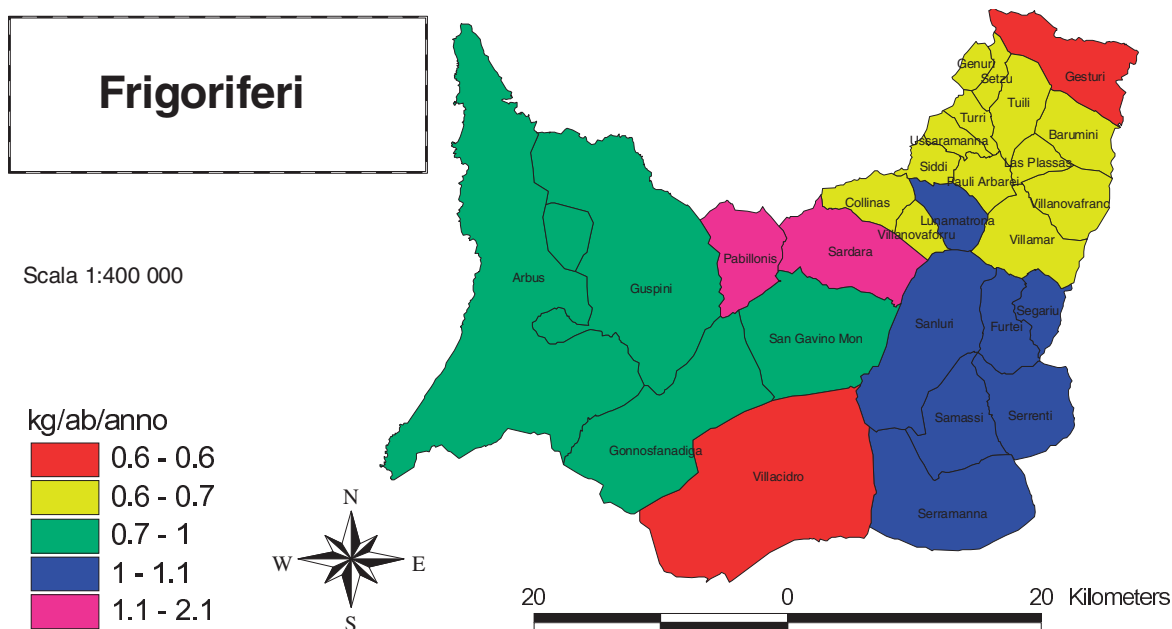 Frigoriferi
Scala 1:400 000
kg/ab/anno
0.6 - 0.6
0.6 - 0.7
0.7 - 1
1 - 1.1
1.1 - 2.1
N
W
E
S
20
0
20 Kilometers
Gesturi
Genuri
Setzu
Tuili
Turri
Barumini
Ussaramanna
Siddi
Las Plassas
Pauli Arbarei
Collinas
Villanovafranc
Lunamatrona
Villanovaforru
Villamar
Pabillonis
Sardara
Arbus
Guspini
Segariu
Sanluri
Furtei
San Gavino Mon
Samassi
Serrenti
Gonnosfanadiga
Villacidro
Serramanna